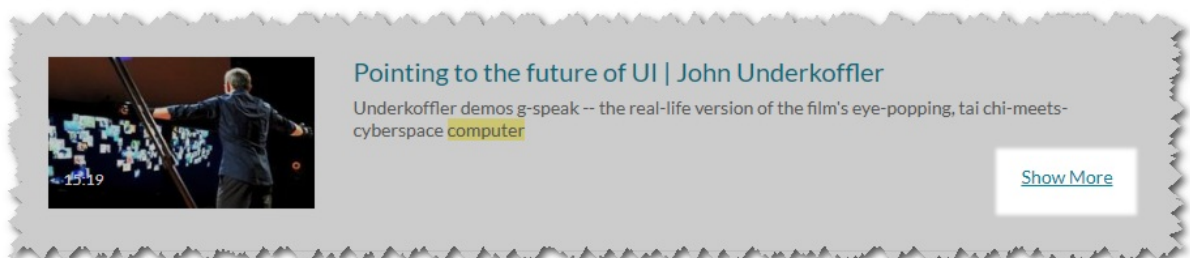 Pointing to the future of UI | John Underkoffler
Underkoffler demos g-speak -- the real-life version of the film's eye-popping, tai chi-meets-
cyberspace computer
15:19
Show More